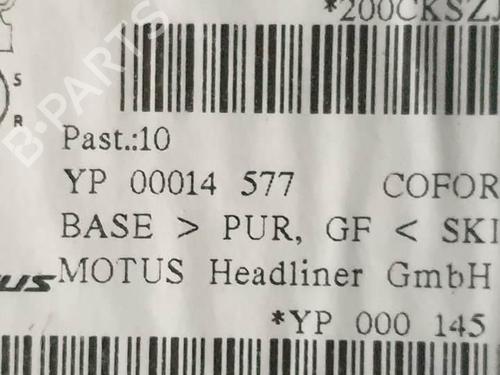 *200CKSZ
S
R
Past.:10
YP 00014 577 COFOR
BASE > PUR, GF < SKI
MOTUS Headliner GmbH
*YP 000 145
B-PARTS